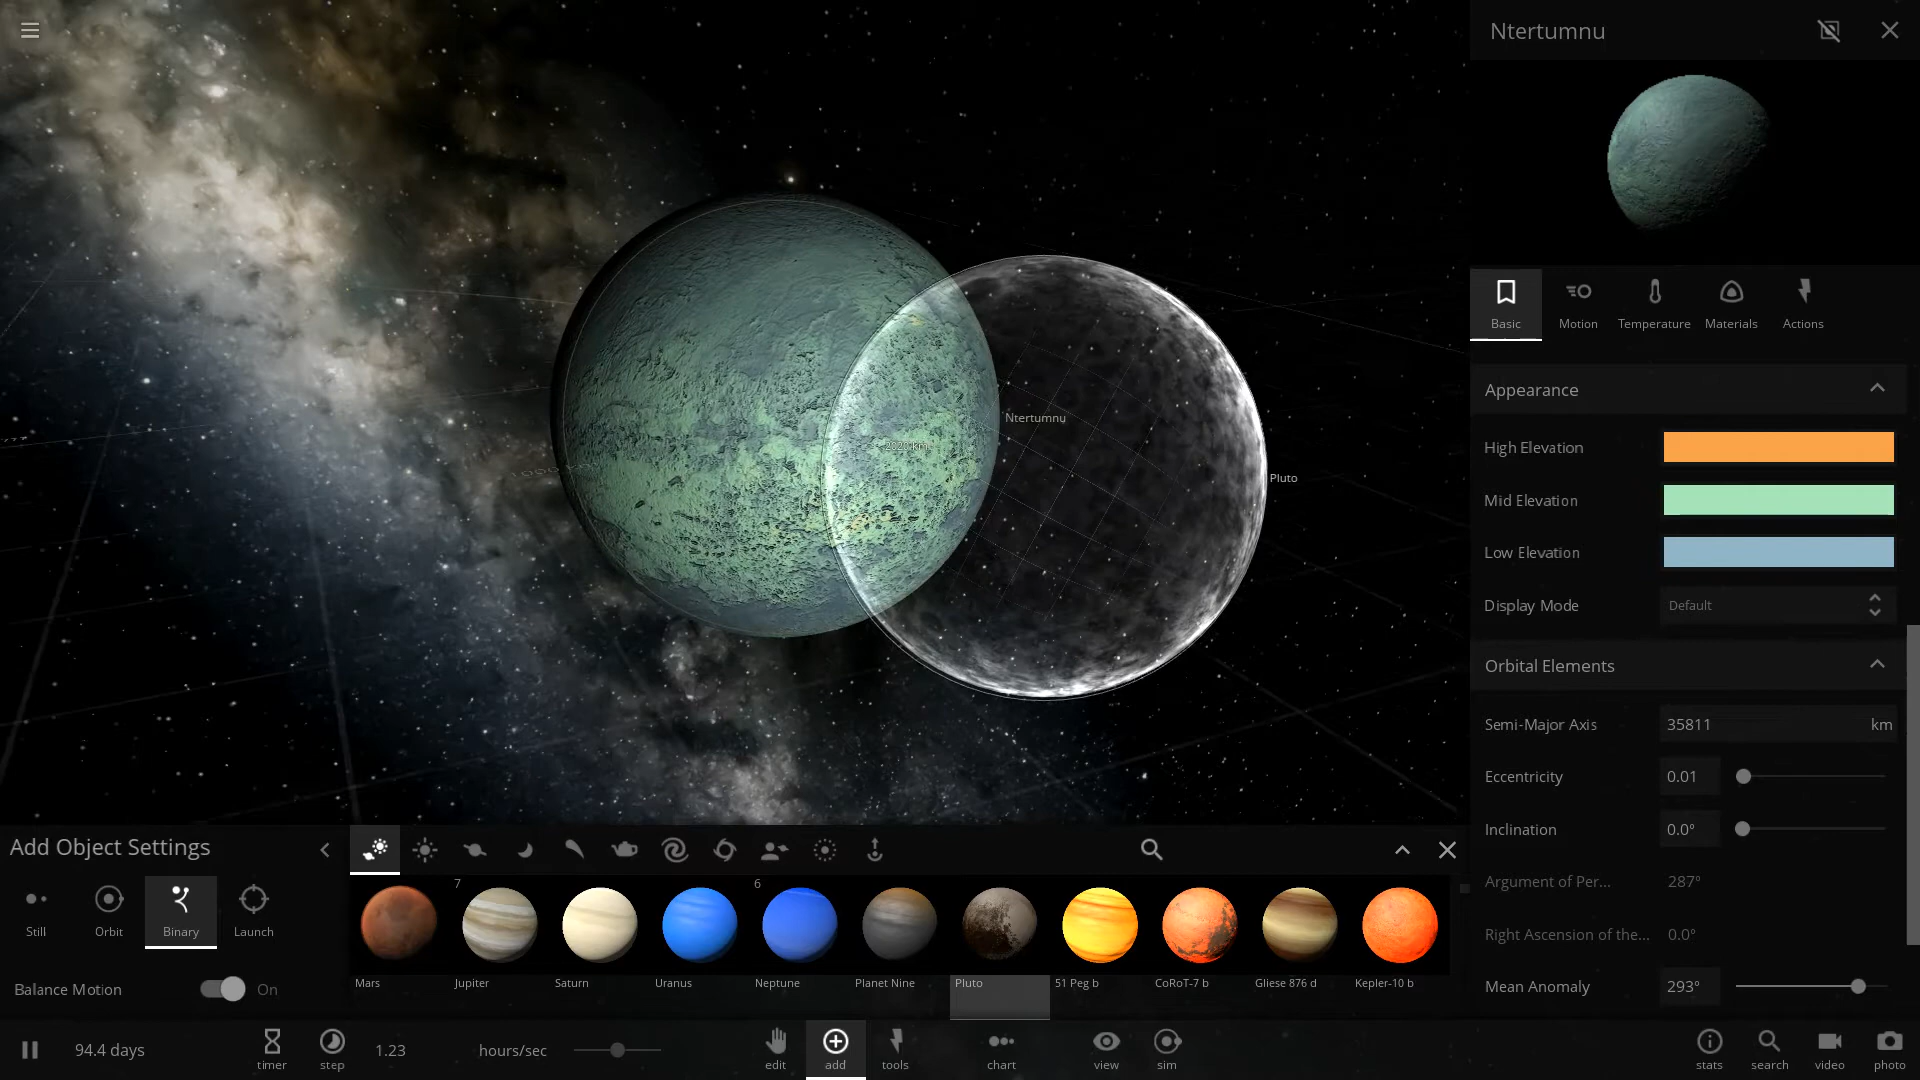 Ntertumnu
Basic
Motion
Temperature
Materials
Actions
Appearance
High Elevation
Mid Elevation
Low Elevation
Display Mode
Default
Orbital Elements
Semi-Major Axis
35811 km
Eccentricity
0.01
Inclination
0.0°
Argument of Per...
287°
Right Ascension of the...
0.0°
Mean Anomaly
293°
Ntertumnu
2020 km
Pluto
1000 km
Add Object Settings
Still
Orbit
Binary
Launch
Balance Motion
On
7
6
Mars
Jupiter
Saturn
Uranus
Neptune
Planet Nine
Pluto
51 Peg b
CoRoT-7 b
Gliese 876 d
Kepler-10 b
94.4 days
timer
step
1.23
hours/sec
edit
add
tools
chart
view
sim
stats
search
video
photo